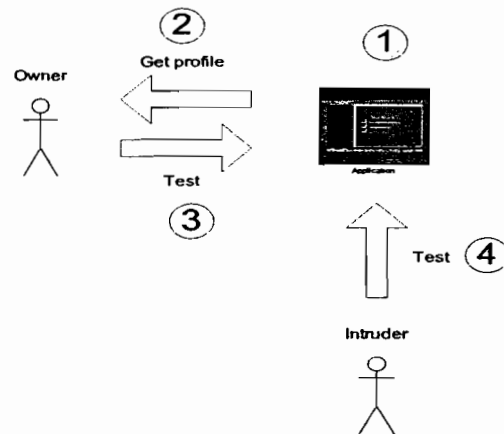 2
1
Get profile
Owner
Application
Test
3
Test
4
Intruder